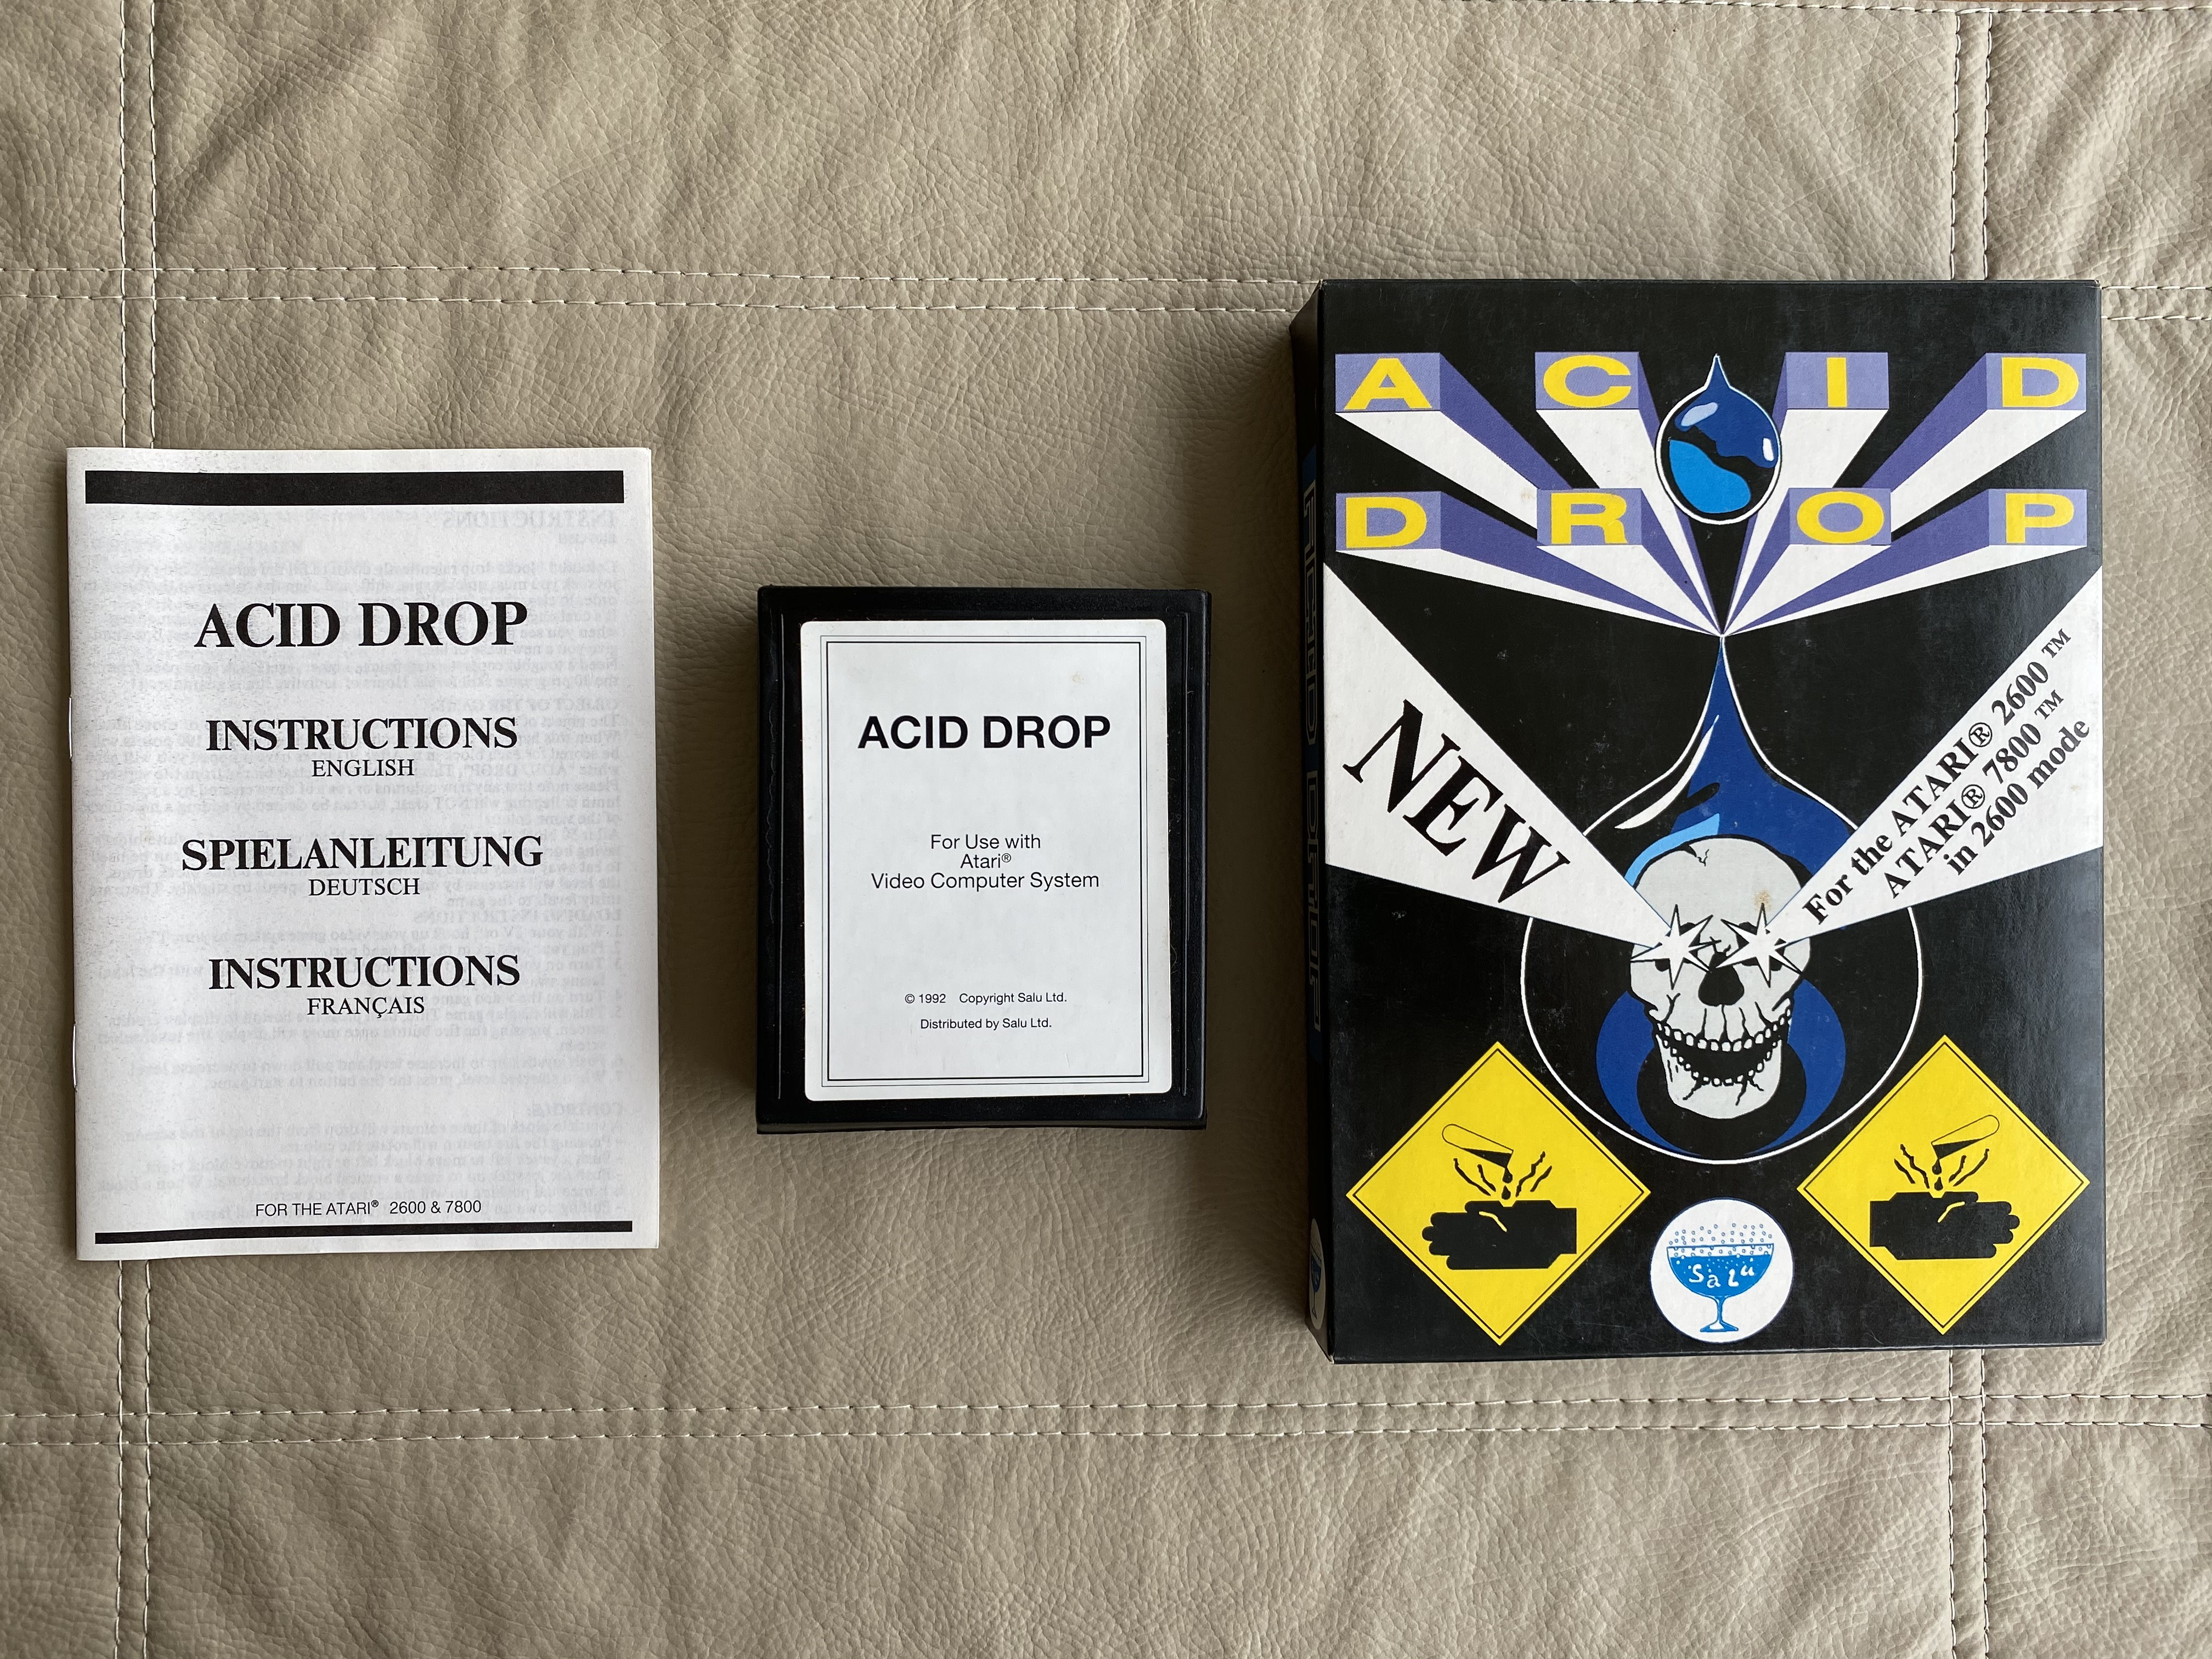 ACID DROP
INSTRUCTIONS
ENGLISH
SPIELANLEITUNG
DEUTSCH
INSTRUCTIONS
FRANÇAIS
FOR THE ATARI® 2600 & 7800
ACID DROP
For Use with
Atari®
Video Computer System
© 1992 Copyright Salu Ltd.
Distributed by Salu Ltd.
ACID
DROP
NEW
For the ATARI® 2600 ™
ATARI® 7800 ™
in 2600 mode
Salu